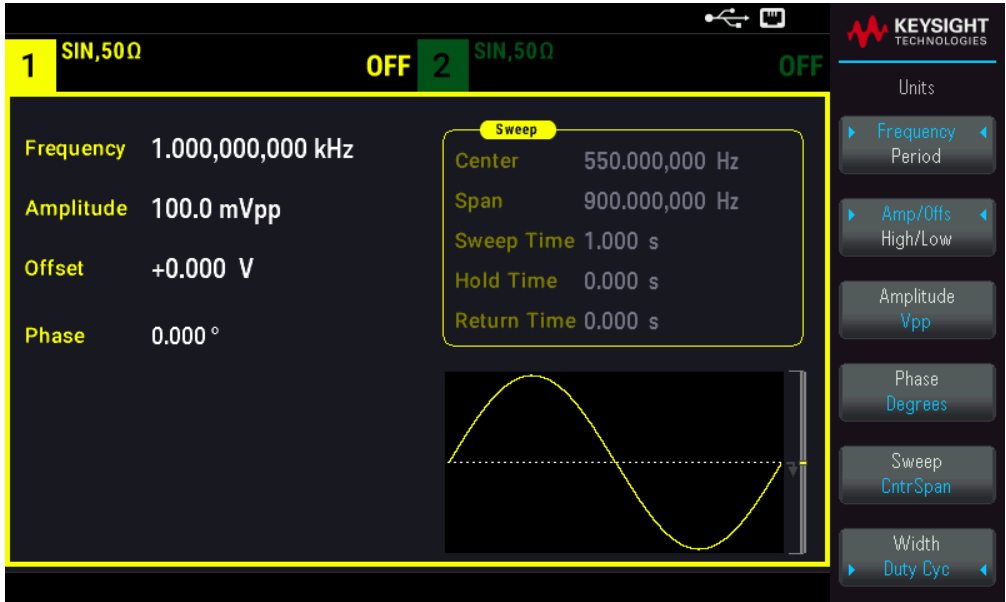 KEYSIGHT
TECHNOLOGIES
1 SIN,50Ω OFF 2 SIN,50Ω OFF
Frequency 1.000,000,000 kHz
Amplitude 100.0 mVpp
Offset +0.000 V
Phase 0.000 °
Sweep
Center 550.000,000 Hz
Span 900.000,000 Hz
Sweep Time 1.000 s
Hold Time 0.000 s
Return Time 0.000 s
Units
Frequency
Period
Amp/Offs
High/Low
Amplitude
Vpp
Phase
Degrees
Sweep
CntrSpan
Width
Duty Cyc